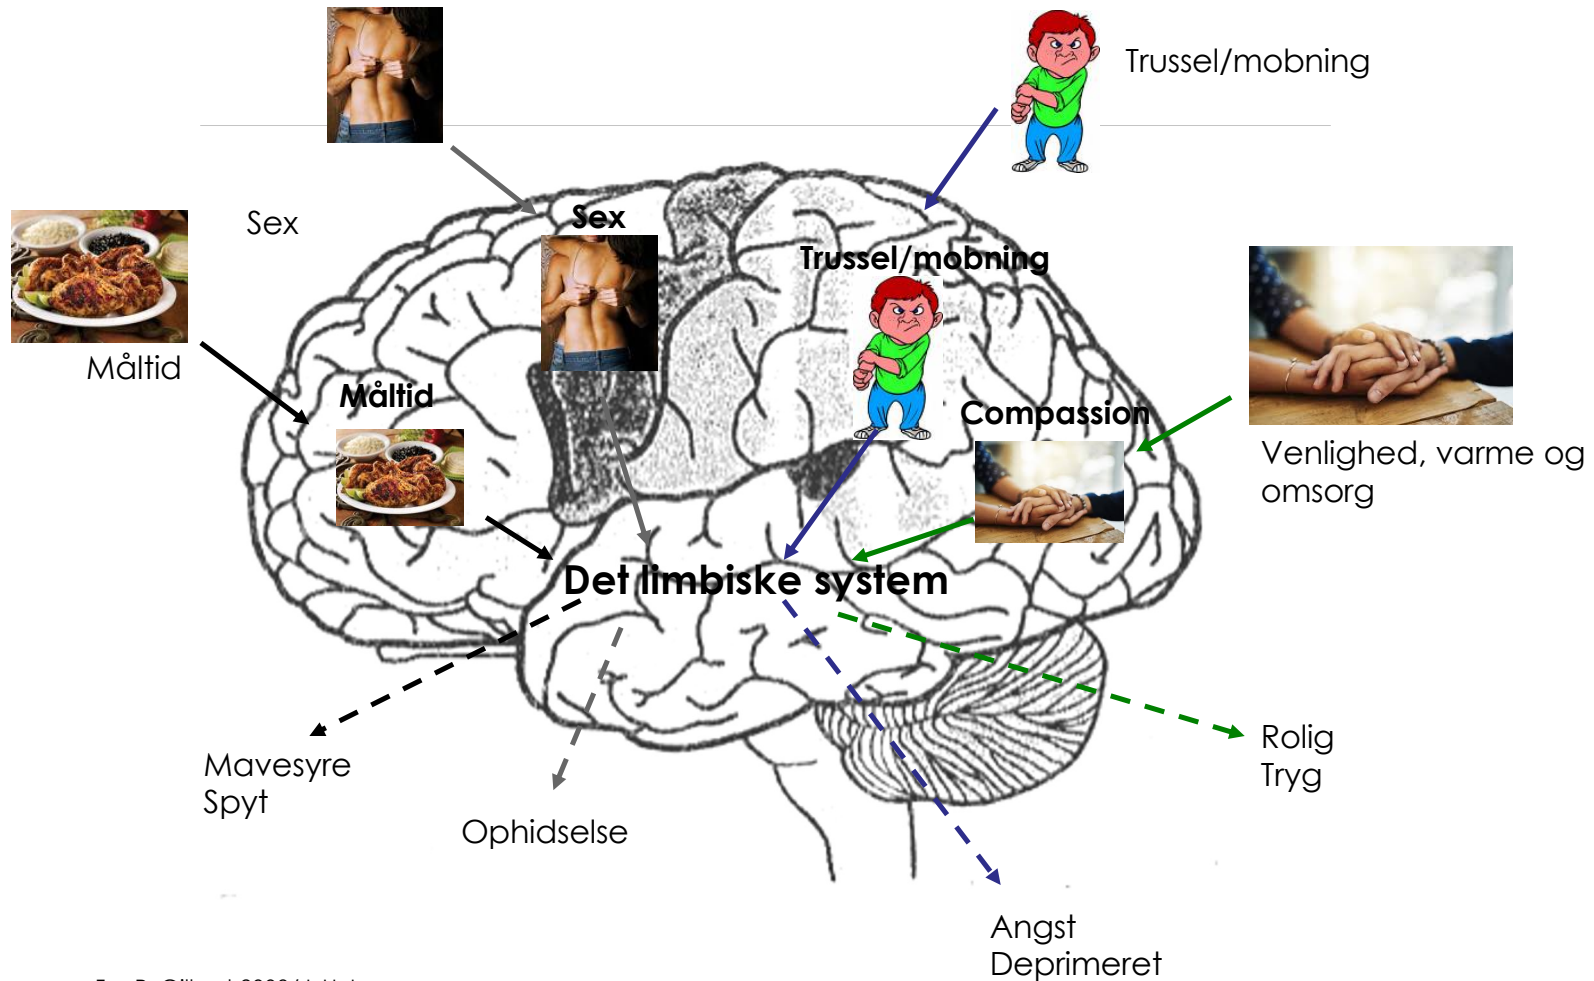 Trussel/mobning
Sex
Sex
Trussel/mobning
Måltid
Måltid
Compassion
Venlighed, varme og
omsorg
Det limbiske system
Mavesyre
Spyt
Ophidselse
Rolig
Tryg
Angst
Deprimeret